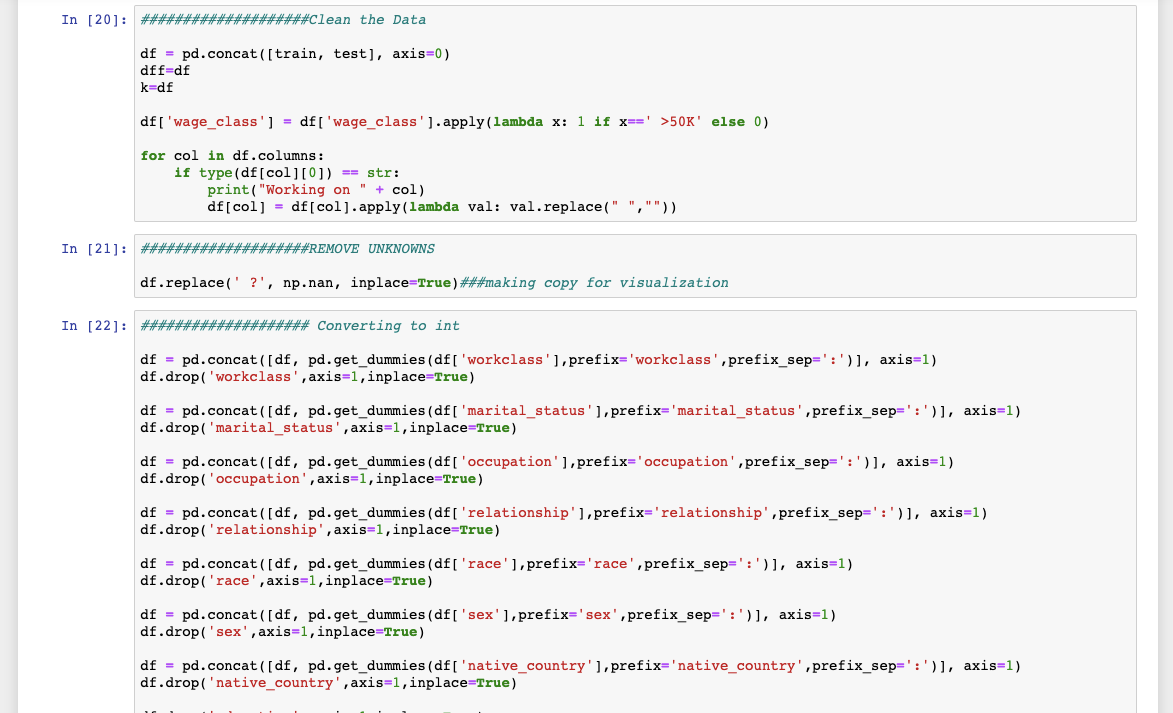 In [20]:
####################Clean the Data
df = pd.concat([train, test], axis=0)
dff=df
k=df
df['wage_class'] = df['wage_class'].apply(lambda x: 1 if x==' >50K' else 0)
for col in df.columns:
    if type(df[col][0]) == str:
        print("Working on " + col)
        df[col] = df[col].apply(lambda val: val.replace(" ",""))
In [21]:
####################REMOVE UNKNOWNS
df.replace(' ?', np.nan, inplace=True)###making copy for visualization
In [22]:
#################### Converting to int
df = pd.concat([df, pd.get_dummies(df['workclass'],prefix='workclass',prefix_sep=':')], axis=1)
df.drop('workclass',axis=1,inplace=True)
df = pd.concat([df, pd.get_dummies(df['marital_status'],prefix='marital_status',prefix_sep=':')], axis=1)
df.drop('marital_status',axis=1,inplace=True)
df = pd.concat([df, pd.get_dummies(df['occupation'],prefix='occupation',prefix_sep=':')], axis=1)
df.drop('occupation',axis=1,inplace=True)
df = pd.concat([df, pd.get_dummies(df['relationship'],prefix='relationship',prefix_sep=':')], axis=1)
df.drop('relationship',axis=1,inplace=True)
df = pd.concat([df, pd.get_dummies(df['race'],prefix='race',prefix_sep=':')], axis=1)
df.drop('race',axis=1,inplace=True)
df = pd.concat([df, pd.get_dummies(df['sex'],prefix='sex',prefix_sep=':')], axis=1)
df.drop('sex',axis=1,inplace=True)
df = pd.concat([df, pd.get_dummies(df['native_country'],prefix='native_country',prefix_sep=':')], axis=1)
df.drop('native_country',axis=1,inplace=True)